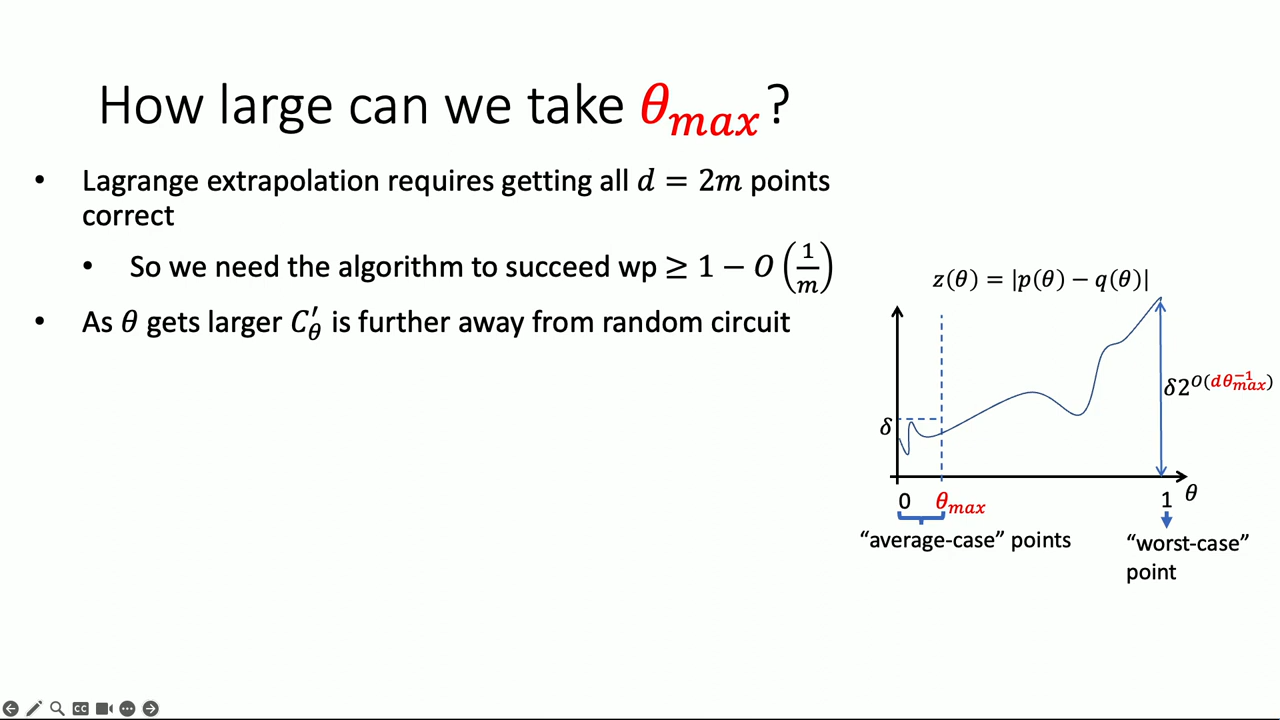 How large can we take θ_max?
• Lagrange extrapolation requires getting all d = 2m points
correct
• So we need the algorithm to succeed wp ≥ 1 − O(1/m)
• As θ gets larger C′_θ is further away from random circuit
z(θ) = |p(θ) − q(θ)|
δ2^O(dθ_max^−1)
δ
0 θ_max 1 θ
“average-case” points
“worst-case”
point
CC